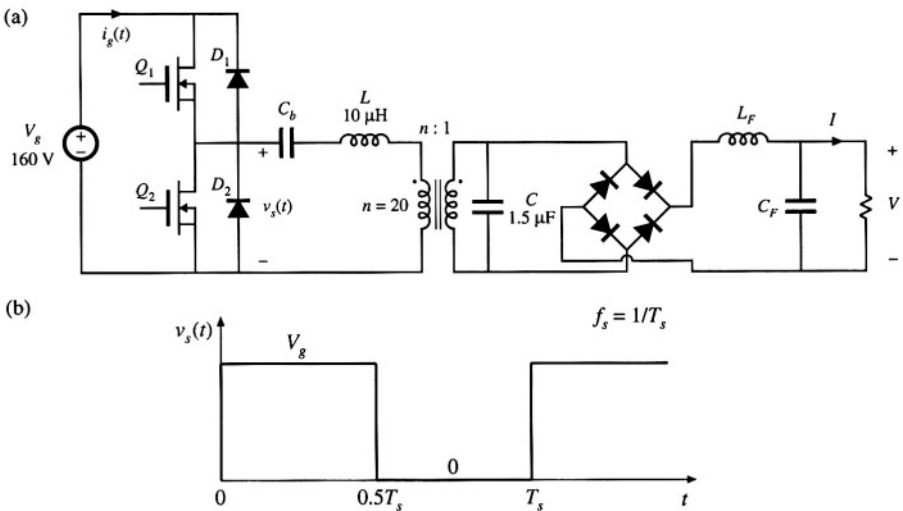 (a)
i_g(t)
Q_1
D_1
V_g
160 V
+
−
Q_2
D_2
+
v_s(t)
−
C_b
L
10 μH
n : 1
n = 20
C
1.5 μF
L_F
I
C_F
+
V
−
(b)
v_s(t)
V_g
f_s = 1/T_s
0
0
0.5T_s
T_s
t